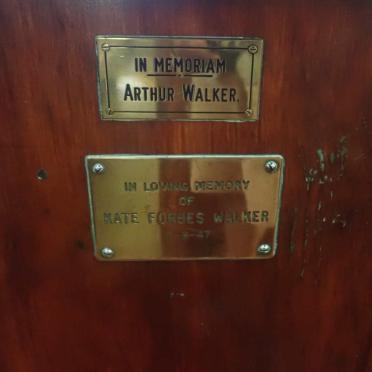 IN MEMORIAM
ARTHUR WALKER.
IN LOVING MEMORY
OF
KATE FORBES WALKER